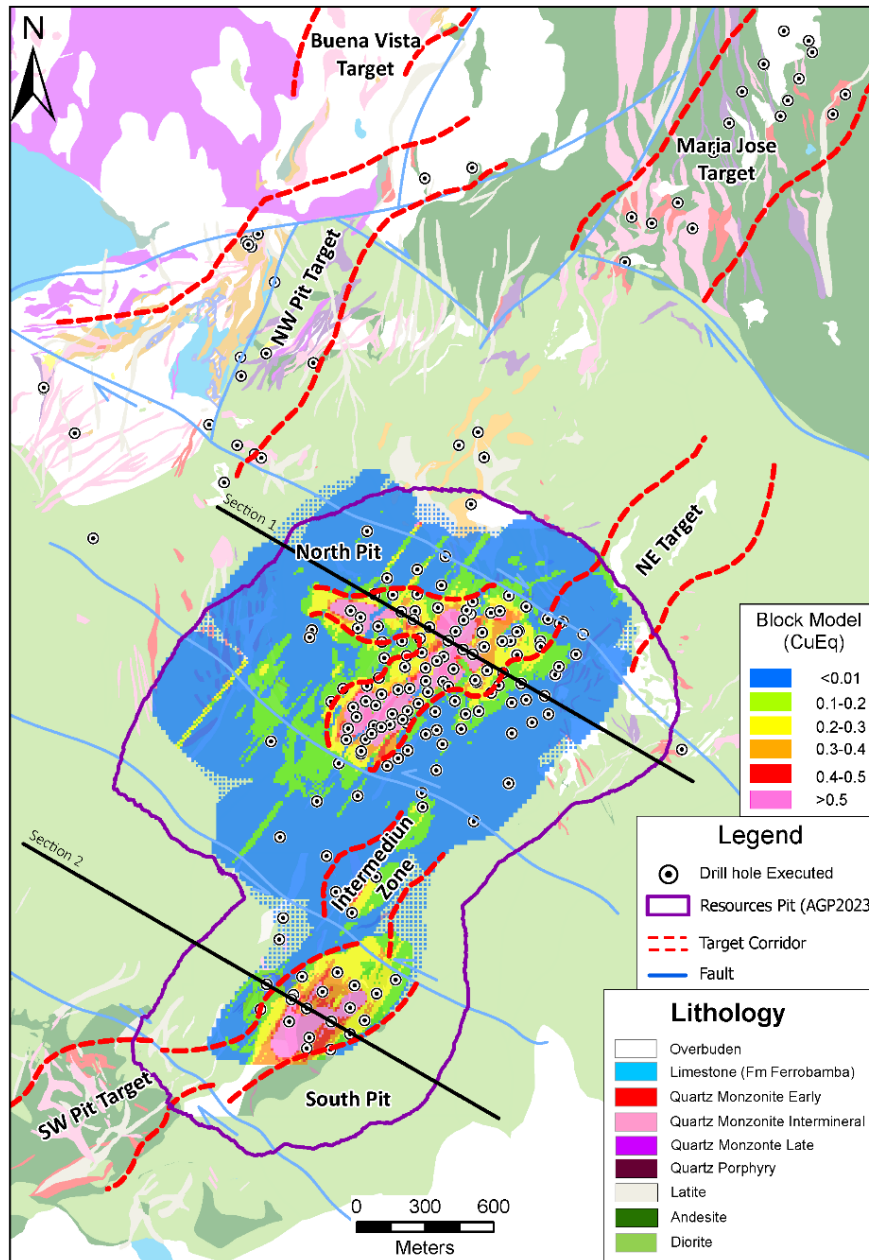 N
Buena Vista
Target
Maria Jose
Target
NW Pit Target
Section 1
North Pit
NE Target
Block Model
(CuEq)
<0.01
0.1-0.2
0.2-0.3
0.3-0.4
0.4-0.5
>0.5
Legend
Drill hole Executed
Resources Pit (AGP2023
Target Corridor
Fault
Section 2
Intermediun
Zone
Lithology
Overbuden
Limestone (Fm Ferrobamba)
Quartz Monzonite Early
Quartz Monzonite Intermineral
Quartz Monzonte Late
Quartz Porphyry
Latite
Andesite
Diorite
SW Pit Target
South Pit
0 300 600
Meters